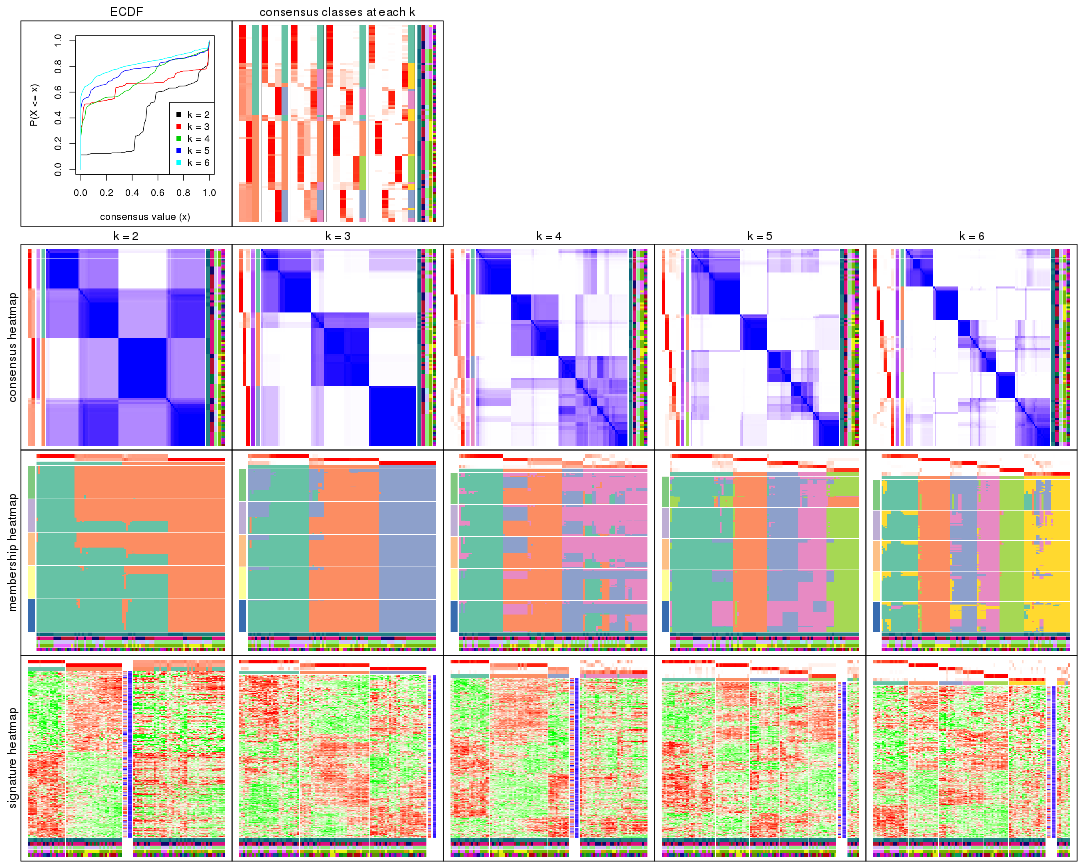 ECDF
consensus classes at each k
P(X <= x)
0.0 0.2 0.4 0.6 0.8 1.0
k = 2
k = 3
k = 4
k = 5
k = 6
0.0 0.2 0.4 0.6 0.8 1.0
consensus value (x)
k = 2
k = 3
k = 4
k = 5
k = 6
consensus heatmap
membership heatmap
signature heatmap